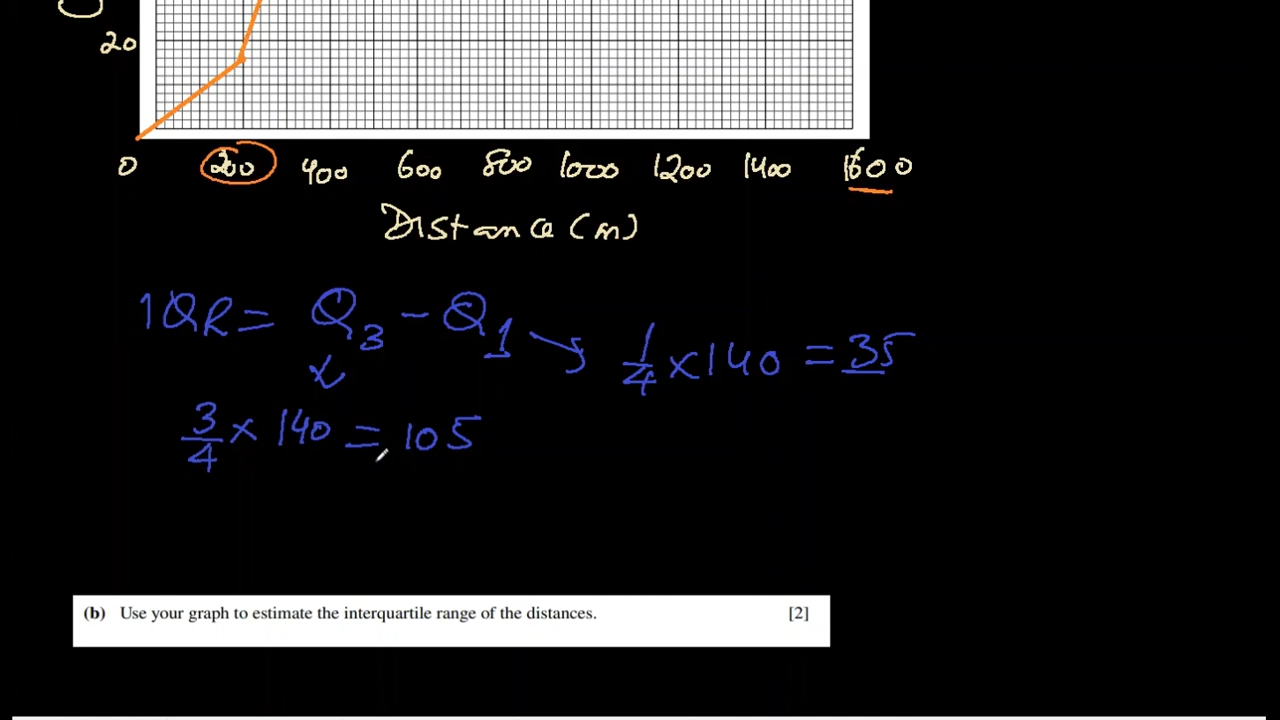 20
0 200 400 600 800 1000 1200 1400 1600
Distance (m)
IQR = Q3 - Q1 → 1/4 × 140 = 35
3/4 × 140 = 105
(b) Use your graph to estimate the interquartile range of the distances. [2]